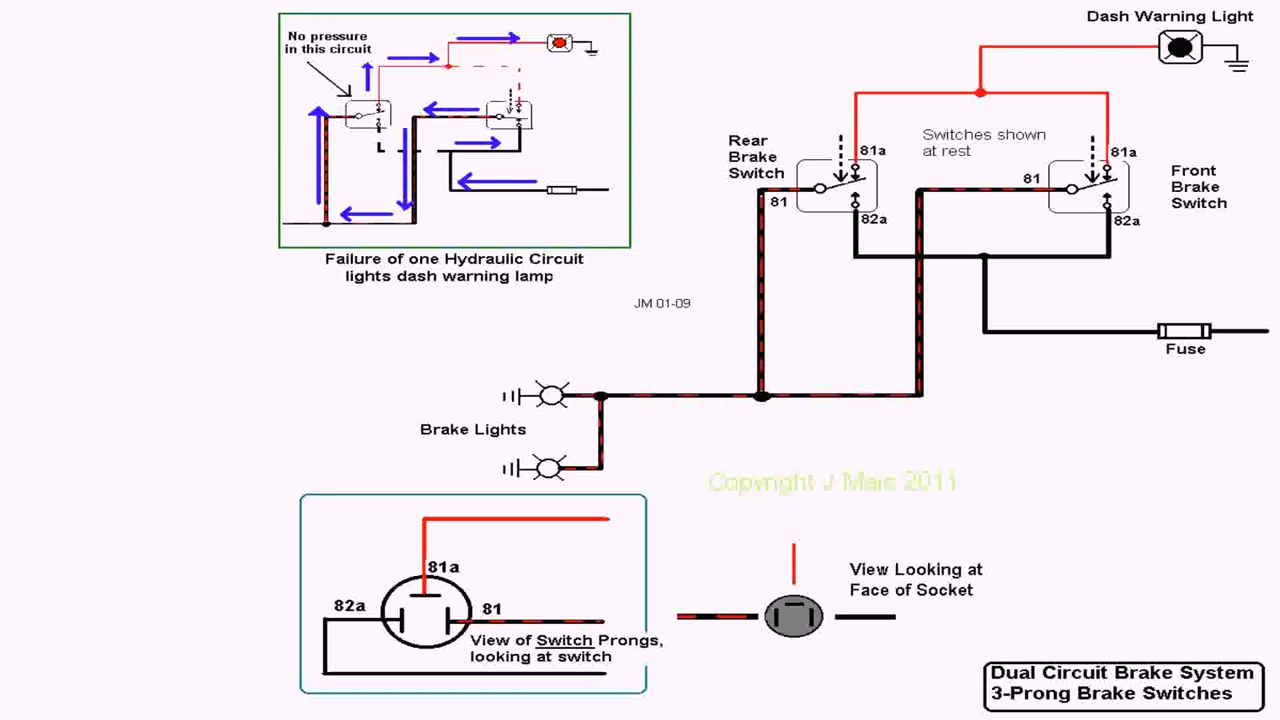 No pressure
in this circuit
Failure of one Hydraulic Circuit
lights dash warning lamp
JM 01-09
Dash Warning Light
Rear
Brake
Switch
81a
81
82a
Switches shown
at rest
81a
81
82a
Front
Brake
Switch
Fuse
Brake Lights
Copyright J Mais 2011
81a
82a
81
View of Switch Prongs,
looking at switch
View Looking at
Face of Socket
Dual Circuit Brake System
3-Prong Brake Switches